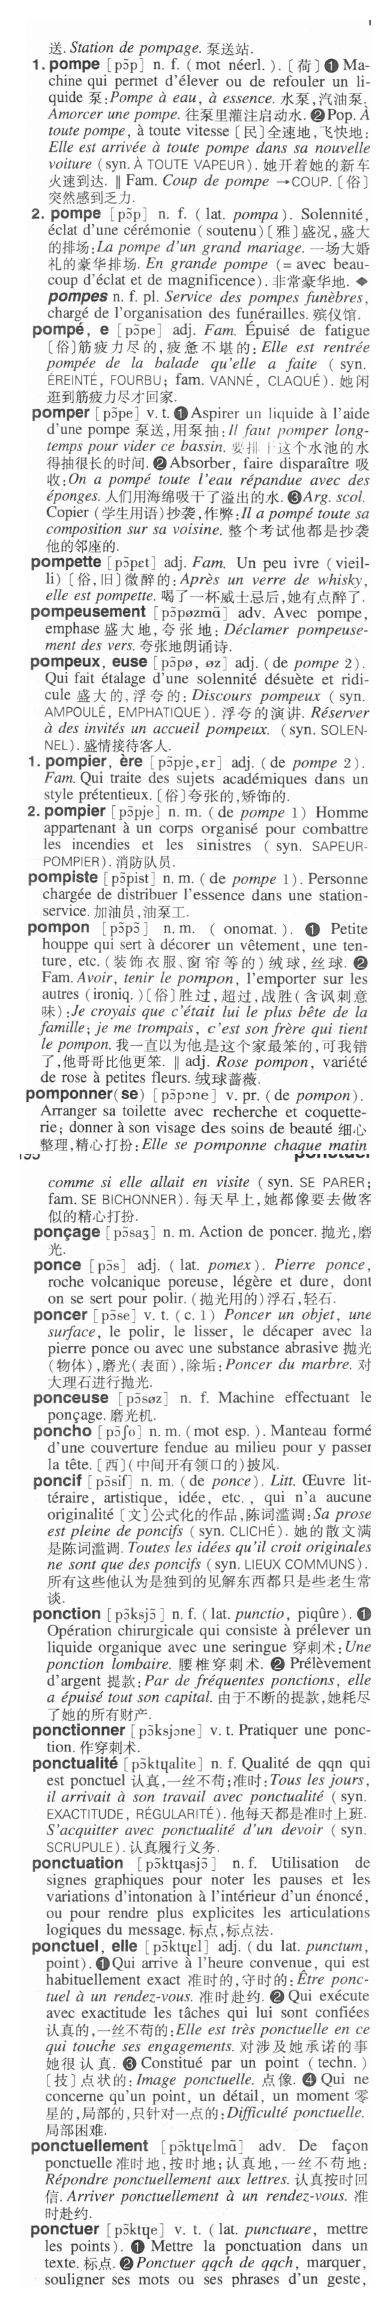 送. Station de pompage. 泵送站.
1. pompe [pɔ̃p] n. f. (mot néerl.). [荷] ❶ Ma-
chine qui permet d'élever ou de refouler un li-
quide 泵:Pompe à eau, à essence. 水泵,汽油泵.
Amorcer une pompe. 往泵里灌注启动水. ❷ Pop. À
toute pompe, à toute vitesse [民]全速地,飞快地:
Elle est arrivée à toute pompe dans sa nouvelle
voiture (syn. À TOUTE VAPEUR). 她开着她的新车
火速到达. ‖ Fam. Coup de pompe →COUP. [俗]
突然感到乏力.
2. pompe [pɔ̃p] n. f. (lat. pompa). Solennité,
éclat d'une cérémonie (soutenu) [雅] 盛况,盛大
的排场:La pompe d'un grand mariage. 一场大婚
礼的豪华排场. En grande pompe (= avec beau-
coup d'éclat et de magnificence). 非常豪华地. ◆
pompes n. f. pl. Service des pompes funèbres,
chargé de l'organisation des funérailles. 殡仪馆.
pompé, e [pɔ̃pe] adj. Fam. Épuisé de fatigue
[俗]筋疲力尽的,疲惫不堪的: Elle est rentrée
pompée de la balade qu'elle a faite (syn.
ÉREINTÉ, FOURBU; fam. VANNÉ, CLAQUÉ). 她闲
逛到筋疲力尽才回家.
pomper [pɔ̃pe] v. t. ❶ Aspirer un liquide à l'aide
d'une pompe 泵送,用泵抽:Il faut pomper long-
temps pour vider ce bassin. 要排 这个水池的水
得抽很长的时间. ❷ Absorber, faire disparaître 吸
收:On a pompé toute l'eau répandue avec des
éponges. 人们用海绵吸干了溢出的水. ❸ Arg. scol.
Copier (学生用语)抄袭,作弊:Il a pompé toute sa
composition sur sa voisine. 整个考试他都是抄袭
他的邻座的.
pompette [pɔ̃pɛt] adj. Fam. Un peu ivre (vieil-
li) [俗,旧]微醉的: Après un verre de whisky,
elle est pompette. 喝了一杯威士忌后,她有点醉了.
pompeusement [pɔ̃pøzmɑ̃] adv. Avec pompe,
emphase 盛大地,夸张地: Déclamer pompeuse-
ment des vers. 夸张地朗诵诗.
pompeux, euse [pɔ̃pø, øz] adj. (de pompe 2).
Qui fait étalage d'une solennité désuète et ridi-
cule 盛大的,浮夸的: Discours pompeux (syn.
AMPOULÉ, EMPHATIQUE). 浮夸的演讲. Réserver
à des invités un accueil pompeux. (syn. SOLEN-
NEL). 盛情接待客人.
1. pompier, ère [pɔ̃pje,ɛr] adj. (de pompe 2).
Fam. Qui traite des sujets académiques dans un
style prétentieux. [俗]夸张的,矫饰的.
2. pompier [pɔ̃pje] n. m. (de pompe 1) Homme
appartenant à un corps organisé pour combattre
les incendies et les sinistres (syn. SAPEUR-
POMPIER). 消防队员.
pompiste [pɔ̃pist] n. m. (de pompe 1). Personne
chargée de distribuer l'essence dans une station-
service. 加油员,油泵工.
pompon [pɔ̃pɔ̃] n. m. (onomat.). ❶ Petite
houppe qui sert à décorer un vêtement, une ten-
ture, etc. (装饰衣服、窗帘等的) 绒球,丝球. ❷
Fam. Avoir, tenir le pompon, l'emporter sur les
autres (ironiq.) [俗]胜过,超过,战胜(含讽刺意
味):Je croyais que c'était lui le plus bête de la
famille; je me trompais, c'est son frère qui tient
le pompon. 我一直以为他是这个家最笨的,可我错
了,他哥哥比他更笨. ‖ adj. Rose pompon, variété
de rose à petites fleurs. 绒球蔷薇.
pomponner(se) [pɔ̃pɔne] v. pr. (de pompon).
Arranger sa toilette avec recherche et coquette-
rie; donner à son visage des soins de beauté 细心
整理,精心打扮: Elle se pomponne chaque matin
comme si elle allait en visite (syn. SE PARER;
fam. SE BICHONNER). 每天早上,她都像要去做客
似的精心打扮.
ponçage [pɔ̃saʒ] n. m. Action de poncer. 抛光,磨
光.
ponce [pɔ̃s] adj. (lat. pomex). Pierre ponce,
roche volcanique poreuse, légère et dure, dont
on se sert pour polir. (抛光用的)浮石,轻石.
poncer [pɔ̃se] v. t. (c. 1) Poncer un objet, une
surface, le polir, le lisser, le décaper avec la
pierre ponce ou avec une substance abrasive 抛光
(物体),磨光(表面),除垢: Poncer du marbre. 对
大理石进行抛光.
ponceuse [pɔ̃søz] n. f. Machine effectuant le
ponçage. 磨光机.
poncho [pɔ̃ʃo] n. m. (mot esp.). Manteau formé
d'une couverture fendue au milieu pour y passer
la tête. [西](中间开有领口的)披风.
poncif [pɔ̃sif] n. m. (de ponce). Litt. Œuvre lit-
téraire, artistique, idée, etc., qui n'a aucune
originalité [文]公式化的作品,陈词滥调:Sa prose
est pleine de poncifs (syn. CLICHÉ). 她的散文满
是陈词滥调. Toutes les idées qu'il croit originales
ne sont que des poncifs (syn. LIEUX COMMUNS).
所有这些他认为是独到的见解东西都只是些老生常
谈.
ponction [pɔ̃ksjɔ̃] n. f. (lat. punctio, piqûre). ❶
Opération chirurgicale qui consiste à prélever un
liquide organique avec une seringue 穿刺术:Une
ponction lombaire. 腰椎穿刺术. ❷ Prélèvement
d'argent 提款: Par de fréquentes ponctions, elle
a épuisé tout son capital. 由于不断的提款,她耗尽
了她的所有财产.
ponctionner [pɔ̃ksjɔne] v. t. Pratiquer une ponc-
tion. 作穿刺术.
ponctualité [pɔ̃ktɥalite] n. f. Qualité de qqn qui
est ponctuel 认真,一丝不苟;准时:Tous les jours,
il arrivait à son travail avec ponctualité (syn.
EXACTITUDE, RÉGULARITÉ). 他每天都是准时上班.
S'acquitter avec ponctualité d'un devoir (syn.
SCRUPULE). 认真履行义务.
ponctuation [pɔ̃ktɥasjɔ̃] n. f. Utilisation de
signes graphiques pour noter les pauses et les
variations d'intonation à l'intérieur d'un énoncé,
ou pour rendre plus explicites les articulations
logiques du message. 标点,标点法.
ponctuel, elle [pɔ̃ktɥɛl] adj. (du lat. punctum,
point). ❶ Qui arrive à l'heure convenue, qui est
habituellement exact 准时的,守时的: Être ponc-
tuel à un rendez-vous. 准时赴约. ❷ Qui exécute
avec exactitude les tâches qui lui sont confiées
认真的,一丝不苟的:Elle est très ponctuelle en ce
qui touche ses engagements. 对涉及她承诺的事
她很认真. ❸ Constitué par un point (techn.)
[技]点状的: Image ponctuelle. 点像. ❹ Qui ne
concerne qu'un point, un détail, un moment 零
星的,局部的,只针对一点的:Difficulté ponctuelle.
局部困难.
ponctuellement [pɔ̃ktɥɛlmɑ̃] adv. De façon
ponctuelle 准时地,按时地;认真地,一丝不苟地:
Répondre ponctuellement aux lettres. 认真按时回
信. Arriver ponctuellement à un rendez-vous. 准
时赴约.
ponctuer [pɔ̃ktɥe] v. t. (lat. punctuare, mettre
les points). ❶ Mettre la ponctuation dans un
texte. 标点. ❷ Ponctuer qqch de qqch, marquer,
souligner ses mots ou ses phrases d'un geste,